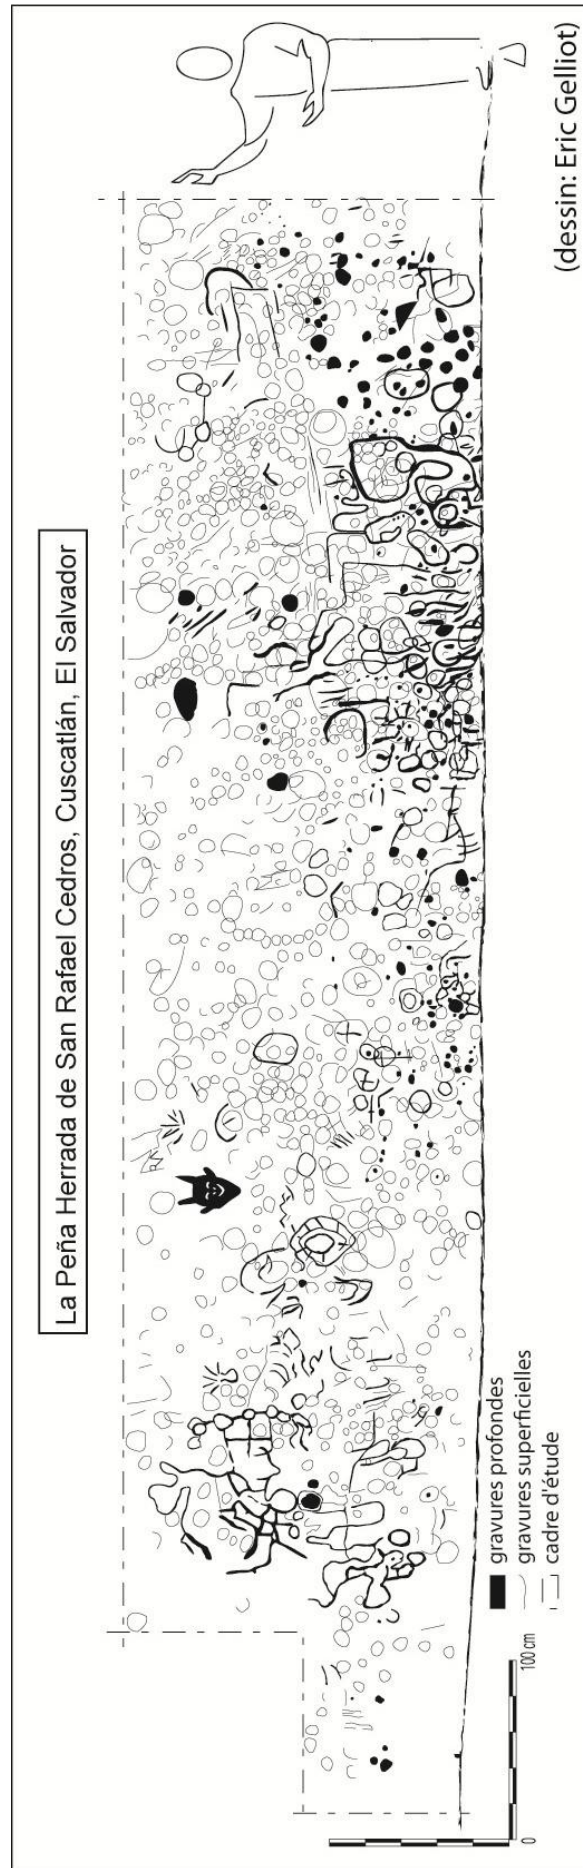 La Peña Herrada de San Rafael Cedros, Cuscatlán, El Salvador
gravures profondes
gravures superficielles
cadre d'étude
0
100 cm
(dessin: Eric Gelliot)